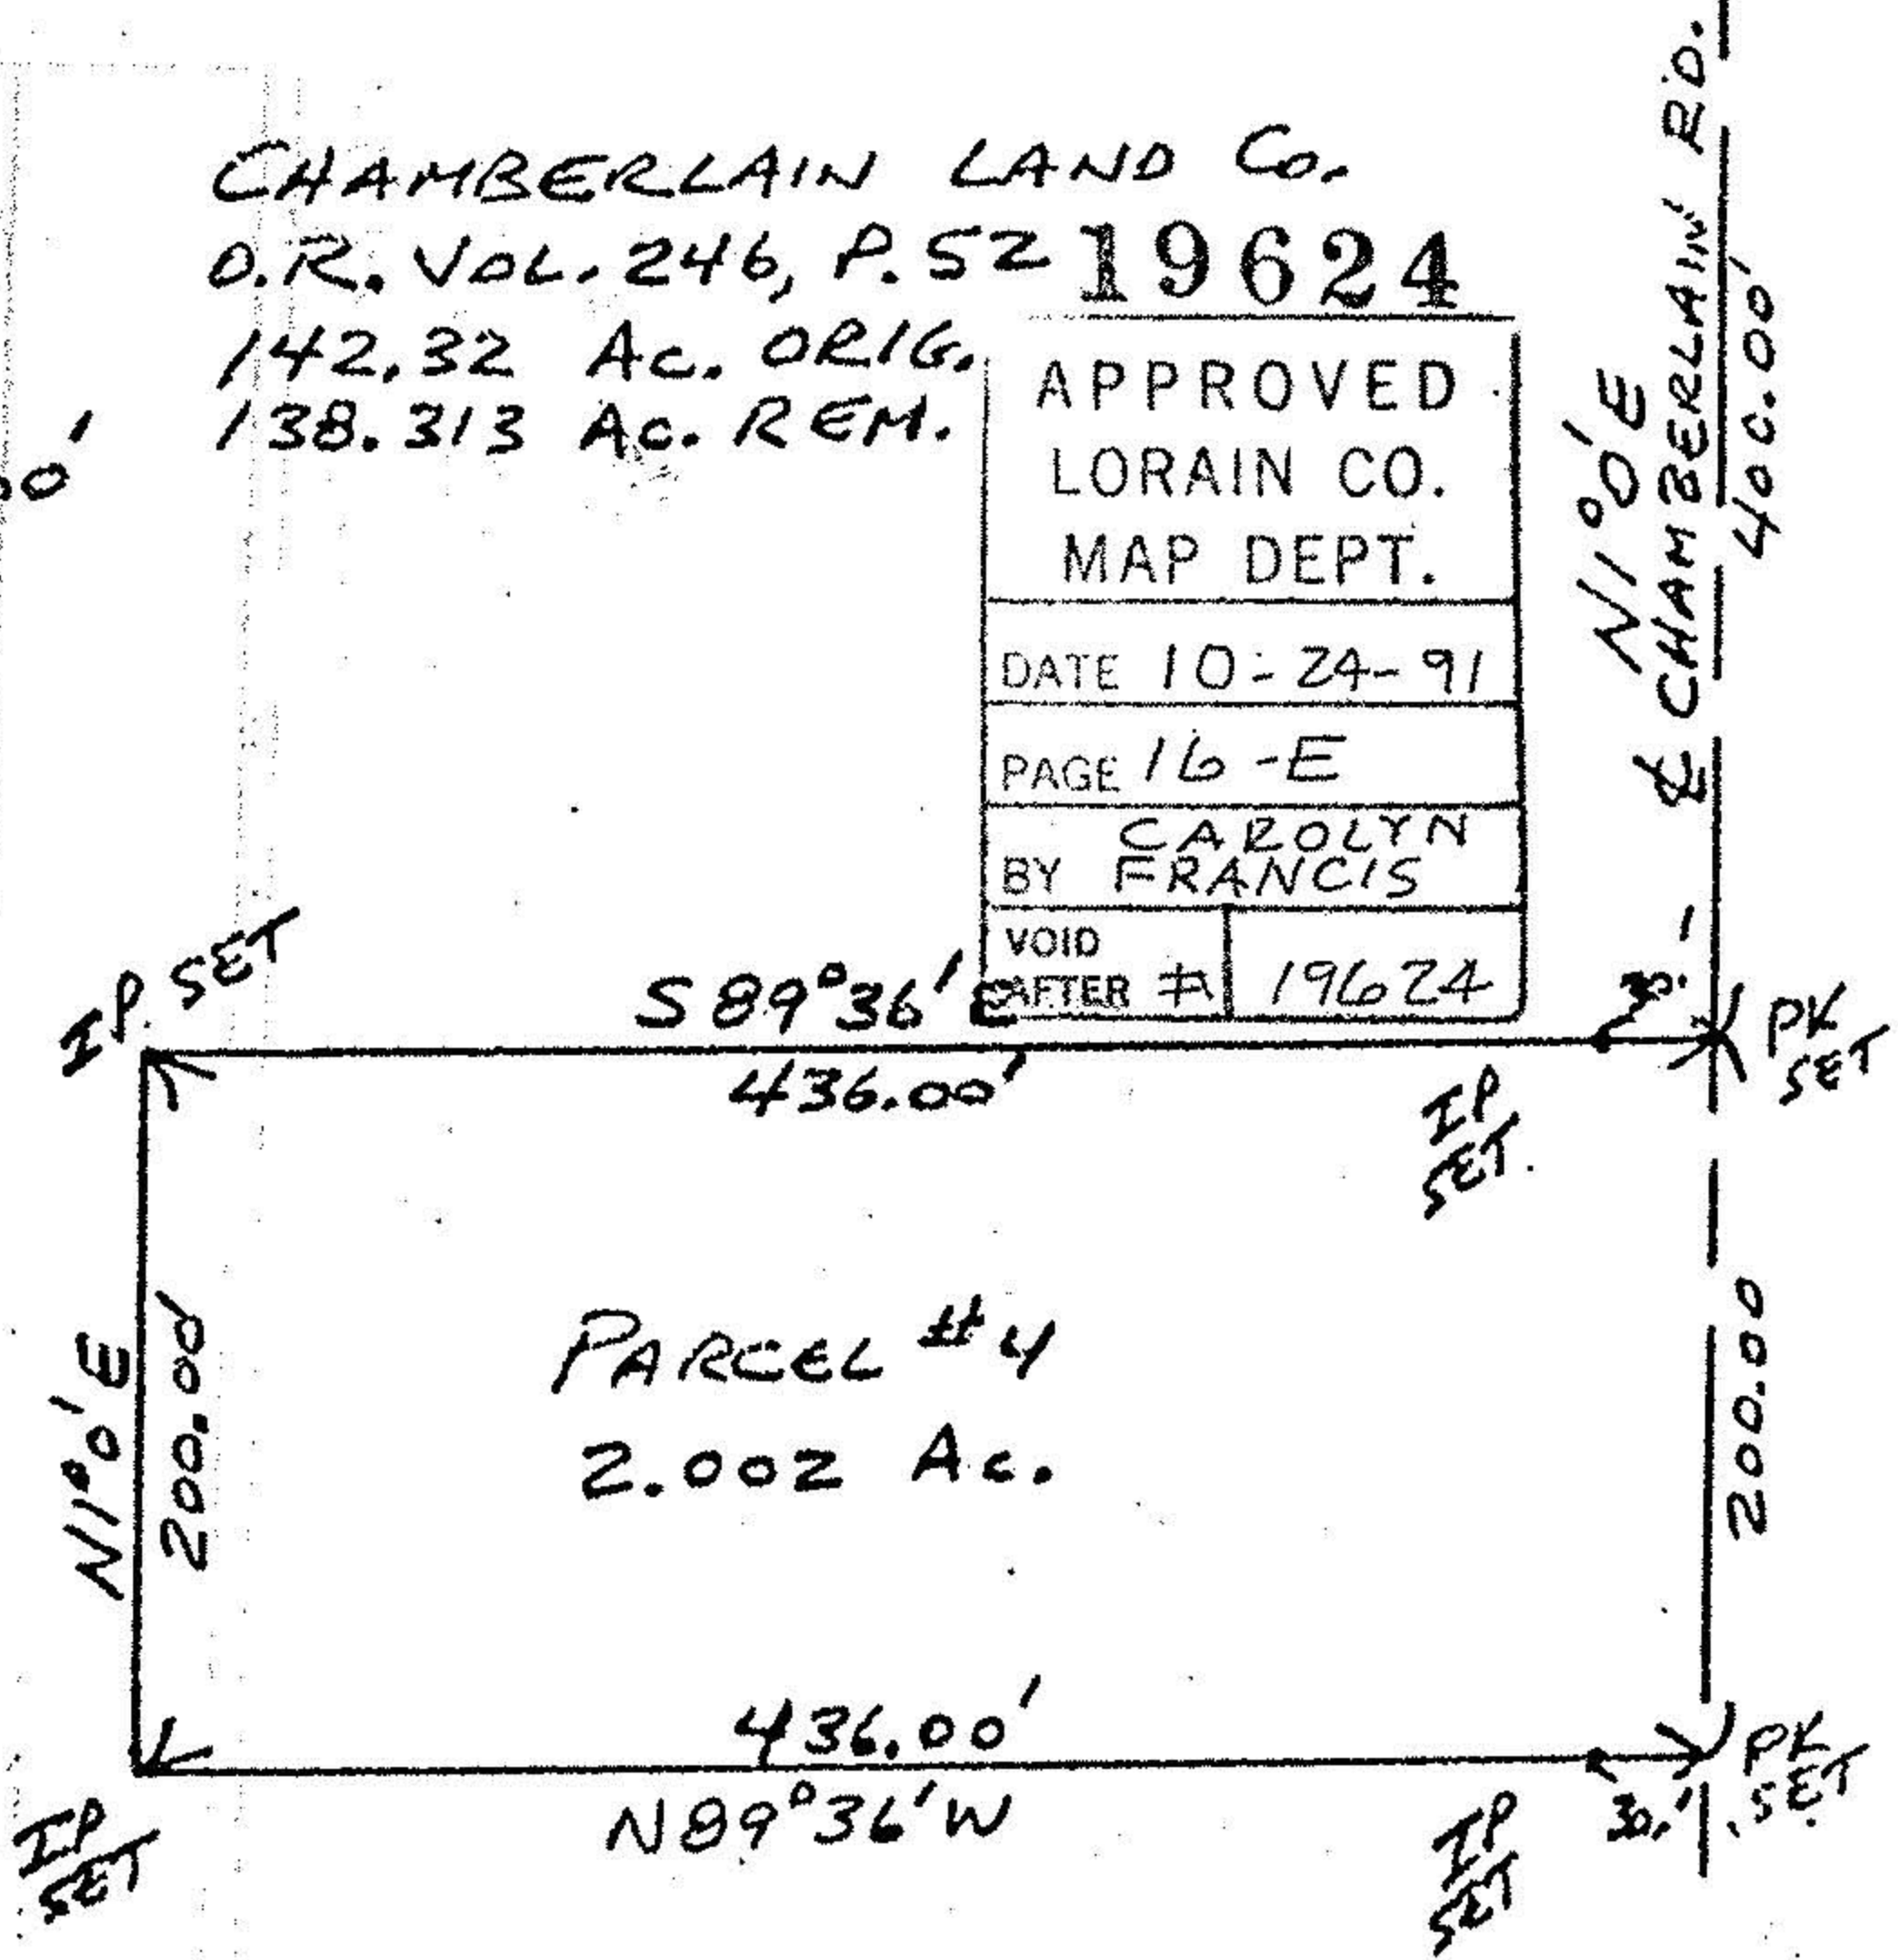 CHAMBERLAIN LAND Co.
O.R. VOL. 246, P. 52
142.32 Ac. ORIG.
138.313 Ac. REM.
19624
APPROVED
LORAIN CO.
MAP DEPT.
DATE 10-24-91
PAGE 16-E
BY CAROLYN
FRANCIS
VOID
AFTER # 19624
N1°0'E
℄ CHAMBERLAIN RD.
400.00'
0'
I.P. SET
S89°36'E
436.00'
30.'
PK
SET
I.P.
SET.
N1°0'E
200.00'
PARCEL #4
2.002 Ac.
200.00
436.00'
N89°36'W
30.'
PK
SET
IP
SET
IP
SET